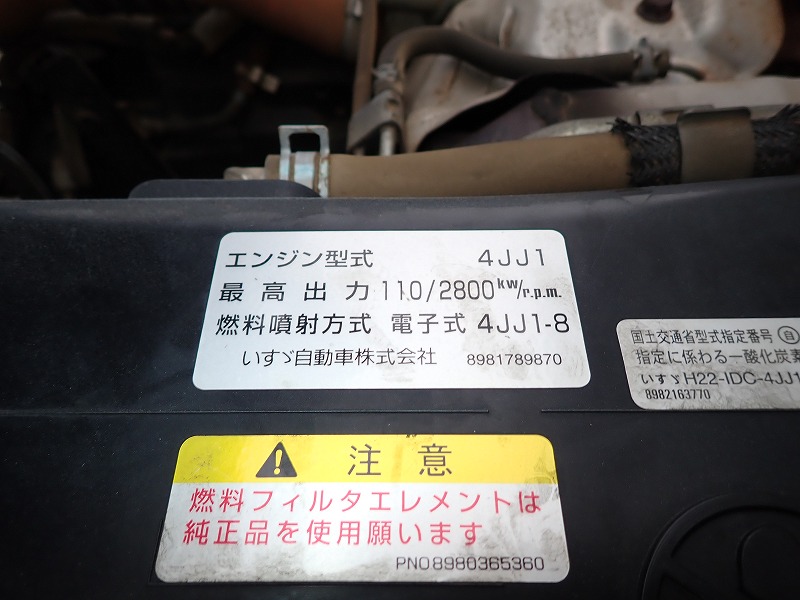 エンジン型式 4JJ1
最高出力 110/2800kW/r.p.m.
燃料噴射方式 電子式 4JJ1-8
いすゞ自動車株式会社 8981789870
国土交通省型式指定番号 自
指定に係わる一酸化炭素
いすゞH22-IDC-4JJ1
8982163770
注意
燃料フィルタエレメントは
純正品を使用願います
PNO8980365360